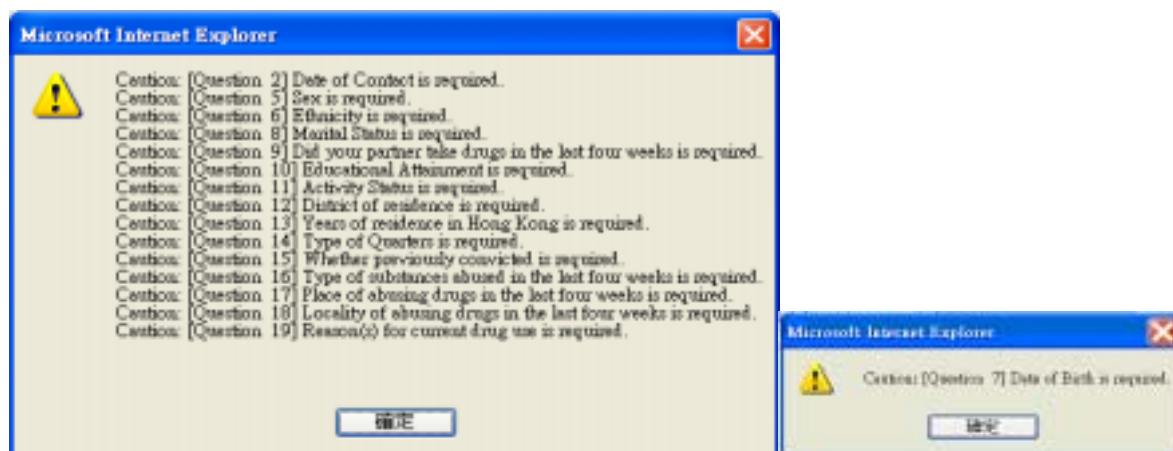 Microsoft Internet Explorer
Caution: [Question 2] Date of Contact is required.
Caution: [Question 5] Sex is required.
Caution: [Question 6] Ethnicity is required.
Caution: [Question 8] Marital Status is required.
Caution: [Question 9] Did your partner take drugs in the last four weeks is required.
Caution: [Question 10] Educational Attainment is required.
Caution: [Question 11] Activity Status is required.
Caution: [Question 12] District of residence is required.
Caution: [Question 13] Years of residence in Hong Kong is required.
Caution: [Question 14] Type of Quarters is required.
Caution: [Question 15] Whether previously convicted is required.
Caution: [Question 16] Type of substances abused in the last four weeks is required.
Caution: [Question 17] Place of abusing drugs in the last four weeks is required.
Caution: [Question 18] Locality of abusing drugs in the last four weeks is required.
Caution: [Question 19] Reason(s) for current drug use is required.
確定
Microsoft Internet Explorer
Caution: [Question 7] Date of Birth is required.
確定